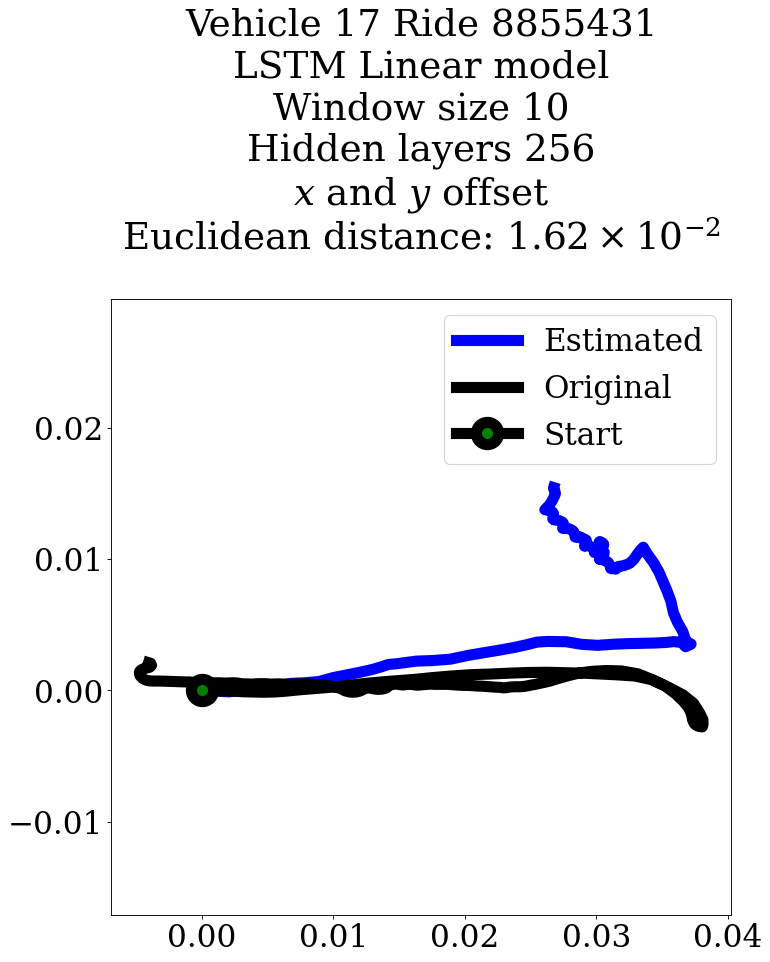 Vehicle 17 Ride 8855431
LSTM Linear model
Window size 10
Hidden layers 256
x and y offset
Euclidean distance: 1.62 × 10⁻²
Estimated
Original
Start
0.02
0.01
0.00
−0.01
0.00 0.01 0.02 0.03 0.04